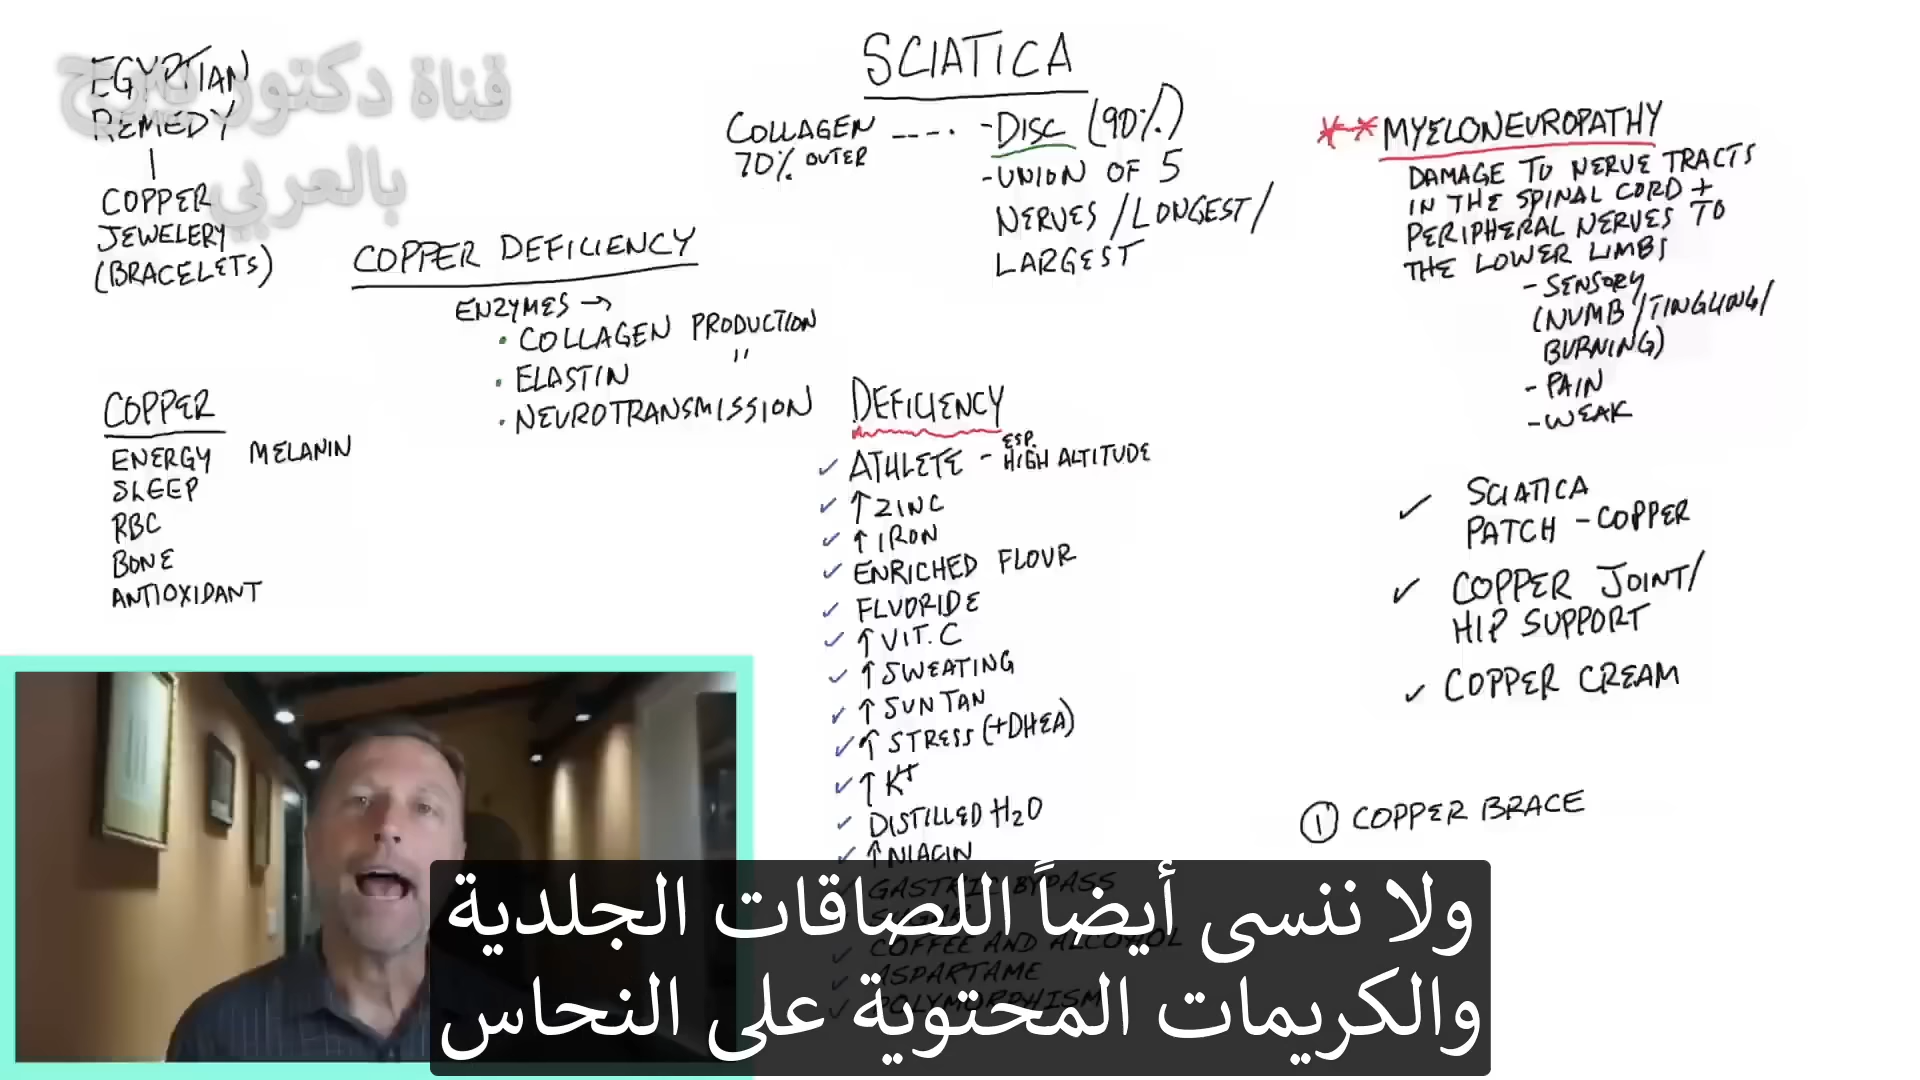 قناة دكتور بيرج
بالعربي
EGYPTIAN
REMEDY
COPPER
JEWELERY
(BRACELETS)
COPPER
ENERGY MELANIN
SLEEP
RBC
BONE
ANTIOXIDANT
COPPER DEFICIENCY
ENZYMES →
• COLLAGEN PRODUCTION
• ELASTIN "
• NEUROTRANSMISSION
SCIATICA
COLLAGEN ---- - DISC (90%)
70% OUTER
- UNION OF 5
NERVES / LONGEST /
LARGEST
DEFICIENCY
✓ ATHLETE - ESP. HIGH ALTITUDE
✓ ↑ ZINC
✓ ↑ IRON
✓ ENRICHED FLOUR
✓ FLUORIDE
✓ ↑ VIT. C
✓ ↑ SWEATING
✓ ↑ SUN TAN
✓ ↑ STRESS (+DHEA)
✓ ↑ K+
✓ DISTILLED H2O
✓ ↑ NIACIN
✓ GASTRIC BYPASS
✓ SUGAR
✓ COFFEE AND ALCOHOL
✓ ASPARTAME
✓ POLYMORPHISM
** MYELONEUROPATHY
DAMAGE TO NERVE TRACTS
IN THE SPINAL CORD +
PERIPHERAL NERVES TO
THE LOWER LIMBS
- SENSORY
(NUMB / TINGLING /
BURNING)
- PAIN
- WEAK
✓ SCIATICA
PATCH - COPPER
✓ COPPER JOINT/
HIP SUPPORT
✓ COPPER CREAM
① COPPER BRACE
ولا ننسى أيضاً اللصاقات الجلدية
والكريمات المحتوية على النحاس